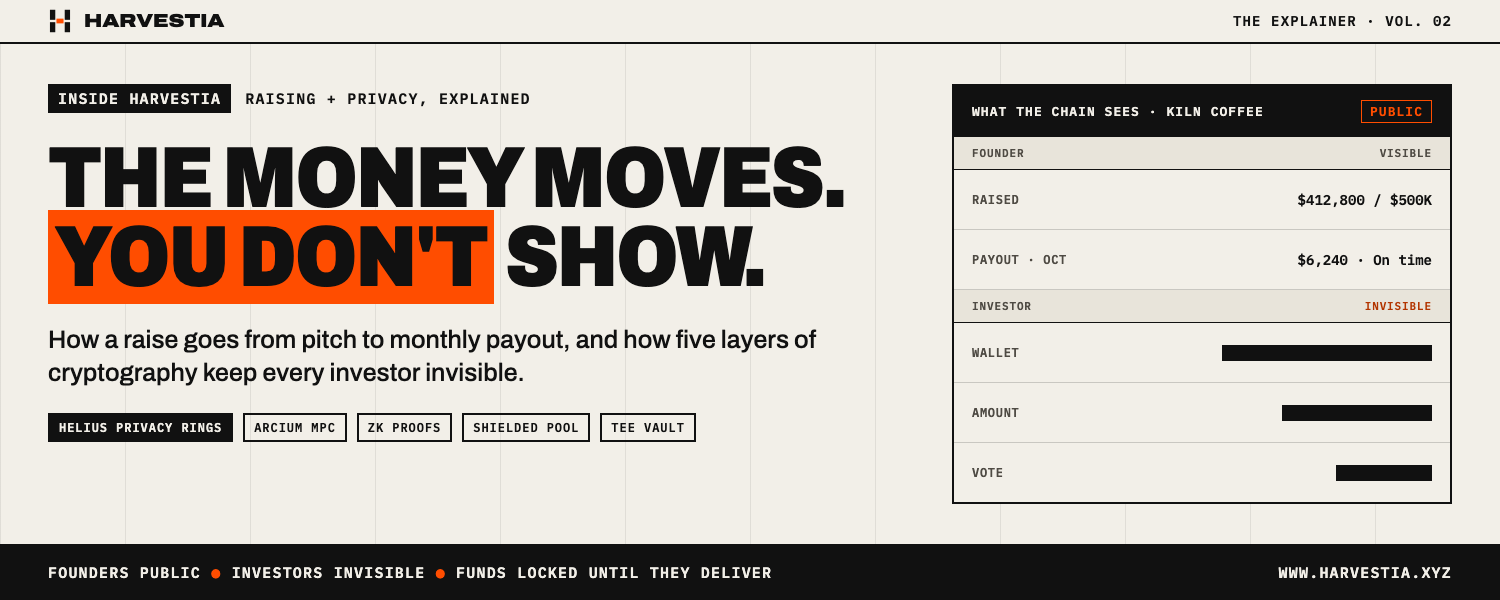 HARVESTIA
THE EXPLAINER · VOL. 02
INSIDE HARVESTIA
RAISING + PRIVACY, EXPLAINED
THE MONEY MOVES.
YOU DON'T SHOW.
How a raise goes from pitch to monthly payout, and how five layers of
cryptography keep every investor invisible.
HELIUS PRIVACY RINGS
ARCIUM MPC
ZK PROOFS
SHIELDED POOL
TEE VAULT
WHAT THE CHAIN SEES · KILN COFFEE
PUBLIC
FOUNDER VISIBLE
RAISED $412,800 / $500K
PAYOUT · OCT $6,240 · On time
INVESTOR INVISIBLE
WALLET
AMOUNT
VOTE
FOUNDERS PUBLIC ● INVESTORS INVISIBLE ● FUNDS LOCKED UNTIL THEY DELIVER
WWW.HARVESTIA.XYZ